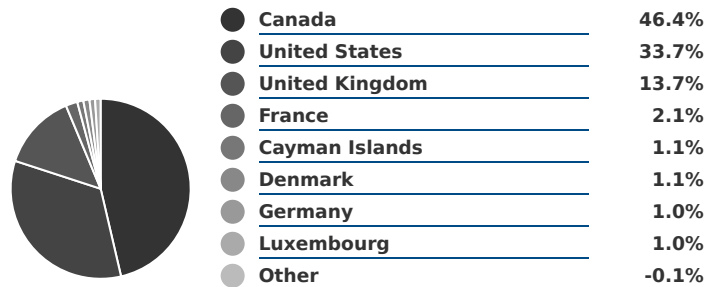 Canada 46.4%
United States 33.7%
United Kingdom 13.7%
France 2.1%
Cayman Islands 1.1%
Denmark 1.1%
Germany 1.0%
Luxembourg 1.0%
Other -0.1%